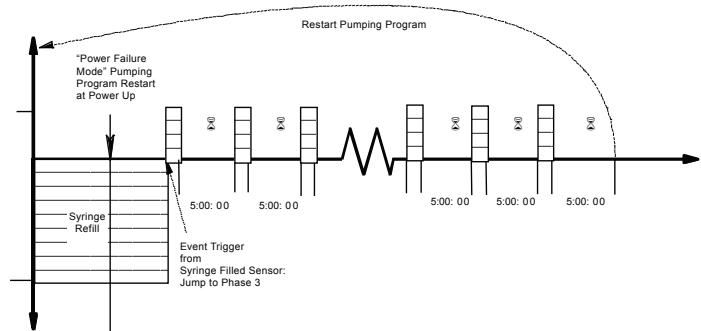 Restart Pumping Program
“Power Failure
Mode” Pumping
Program Restart
at Power Up
5:00: 00
5:00: 00
5:00: 00
5:00: 00
5:00: 00
Syringe
Refill
Event Trigger
from
Syringe Filled Sensor:
Jump to Phase 3